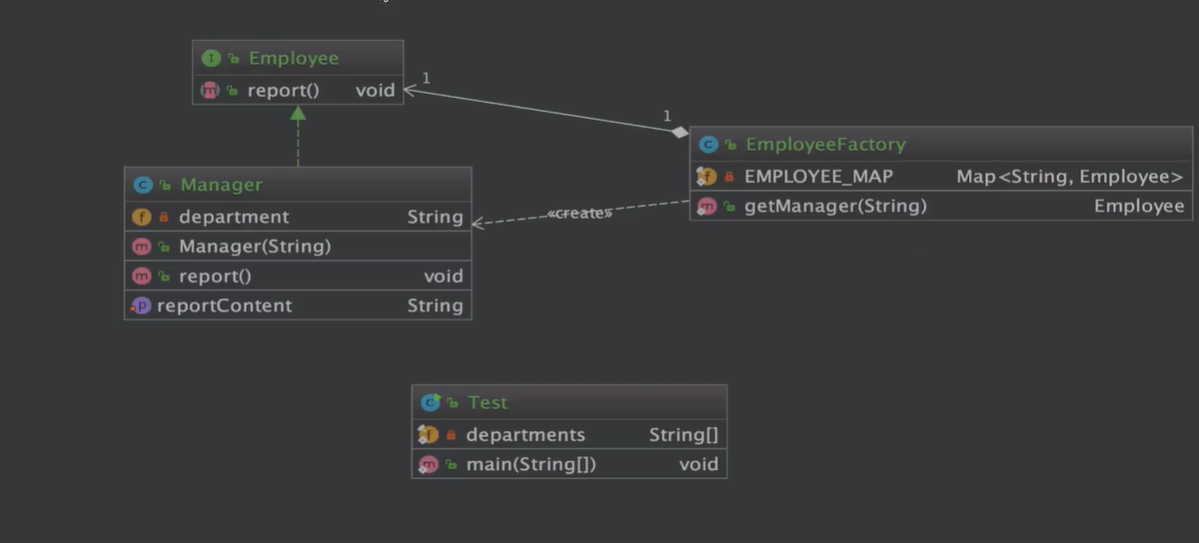 Employee
report() void
1
1
EmployeeFactory
EMPLOYEE_MAP Map<String, Employee>
getManager(String) Employee
«create»
Manager
department String
Manager(String)
report() void
reportContent String
Test
departments String[]
main(String[]) void